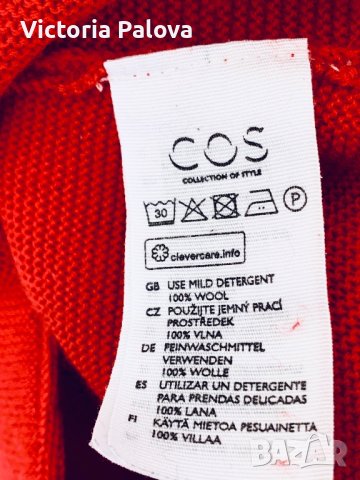 Victoria Palova
COS
COLLECTION OF STYLE
30 P
clevercare.info
GB USE MILD DETERGENT
100% WOOL
CZ POUŽIJTE JEMNÝ PRACÍ
PROSTŘEDEK
100% VLNA
DE FEINWASCHMITTEL
VERWENDEN
100% WOLLE
ES UTILIZAR UN DETERGENTE
PARA PRENDAS DELICADAS
100% LANA
FI KÄYTÄ MIETOA PESUAINETTA
100% VILLAA
BAZAR